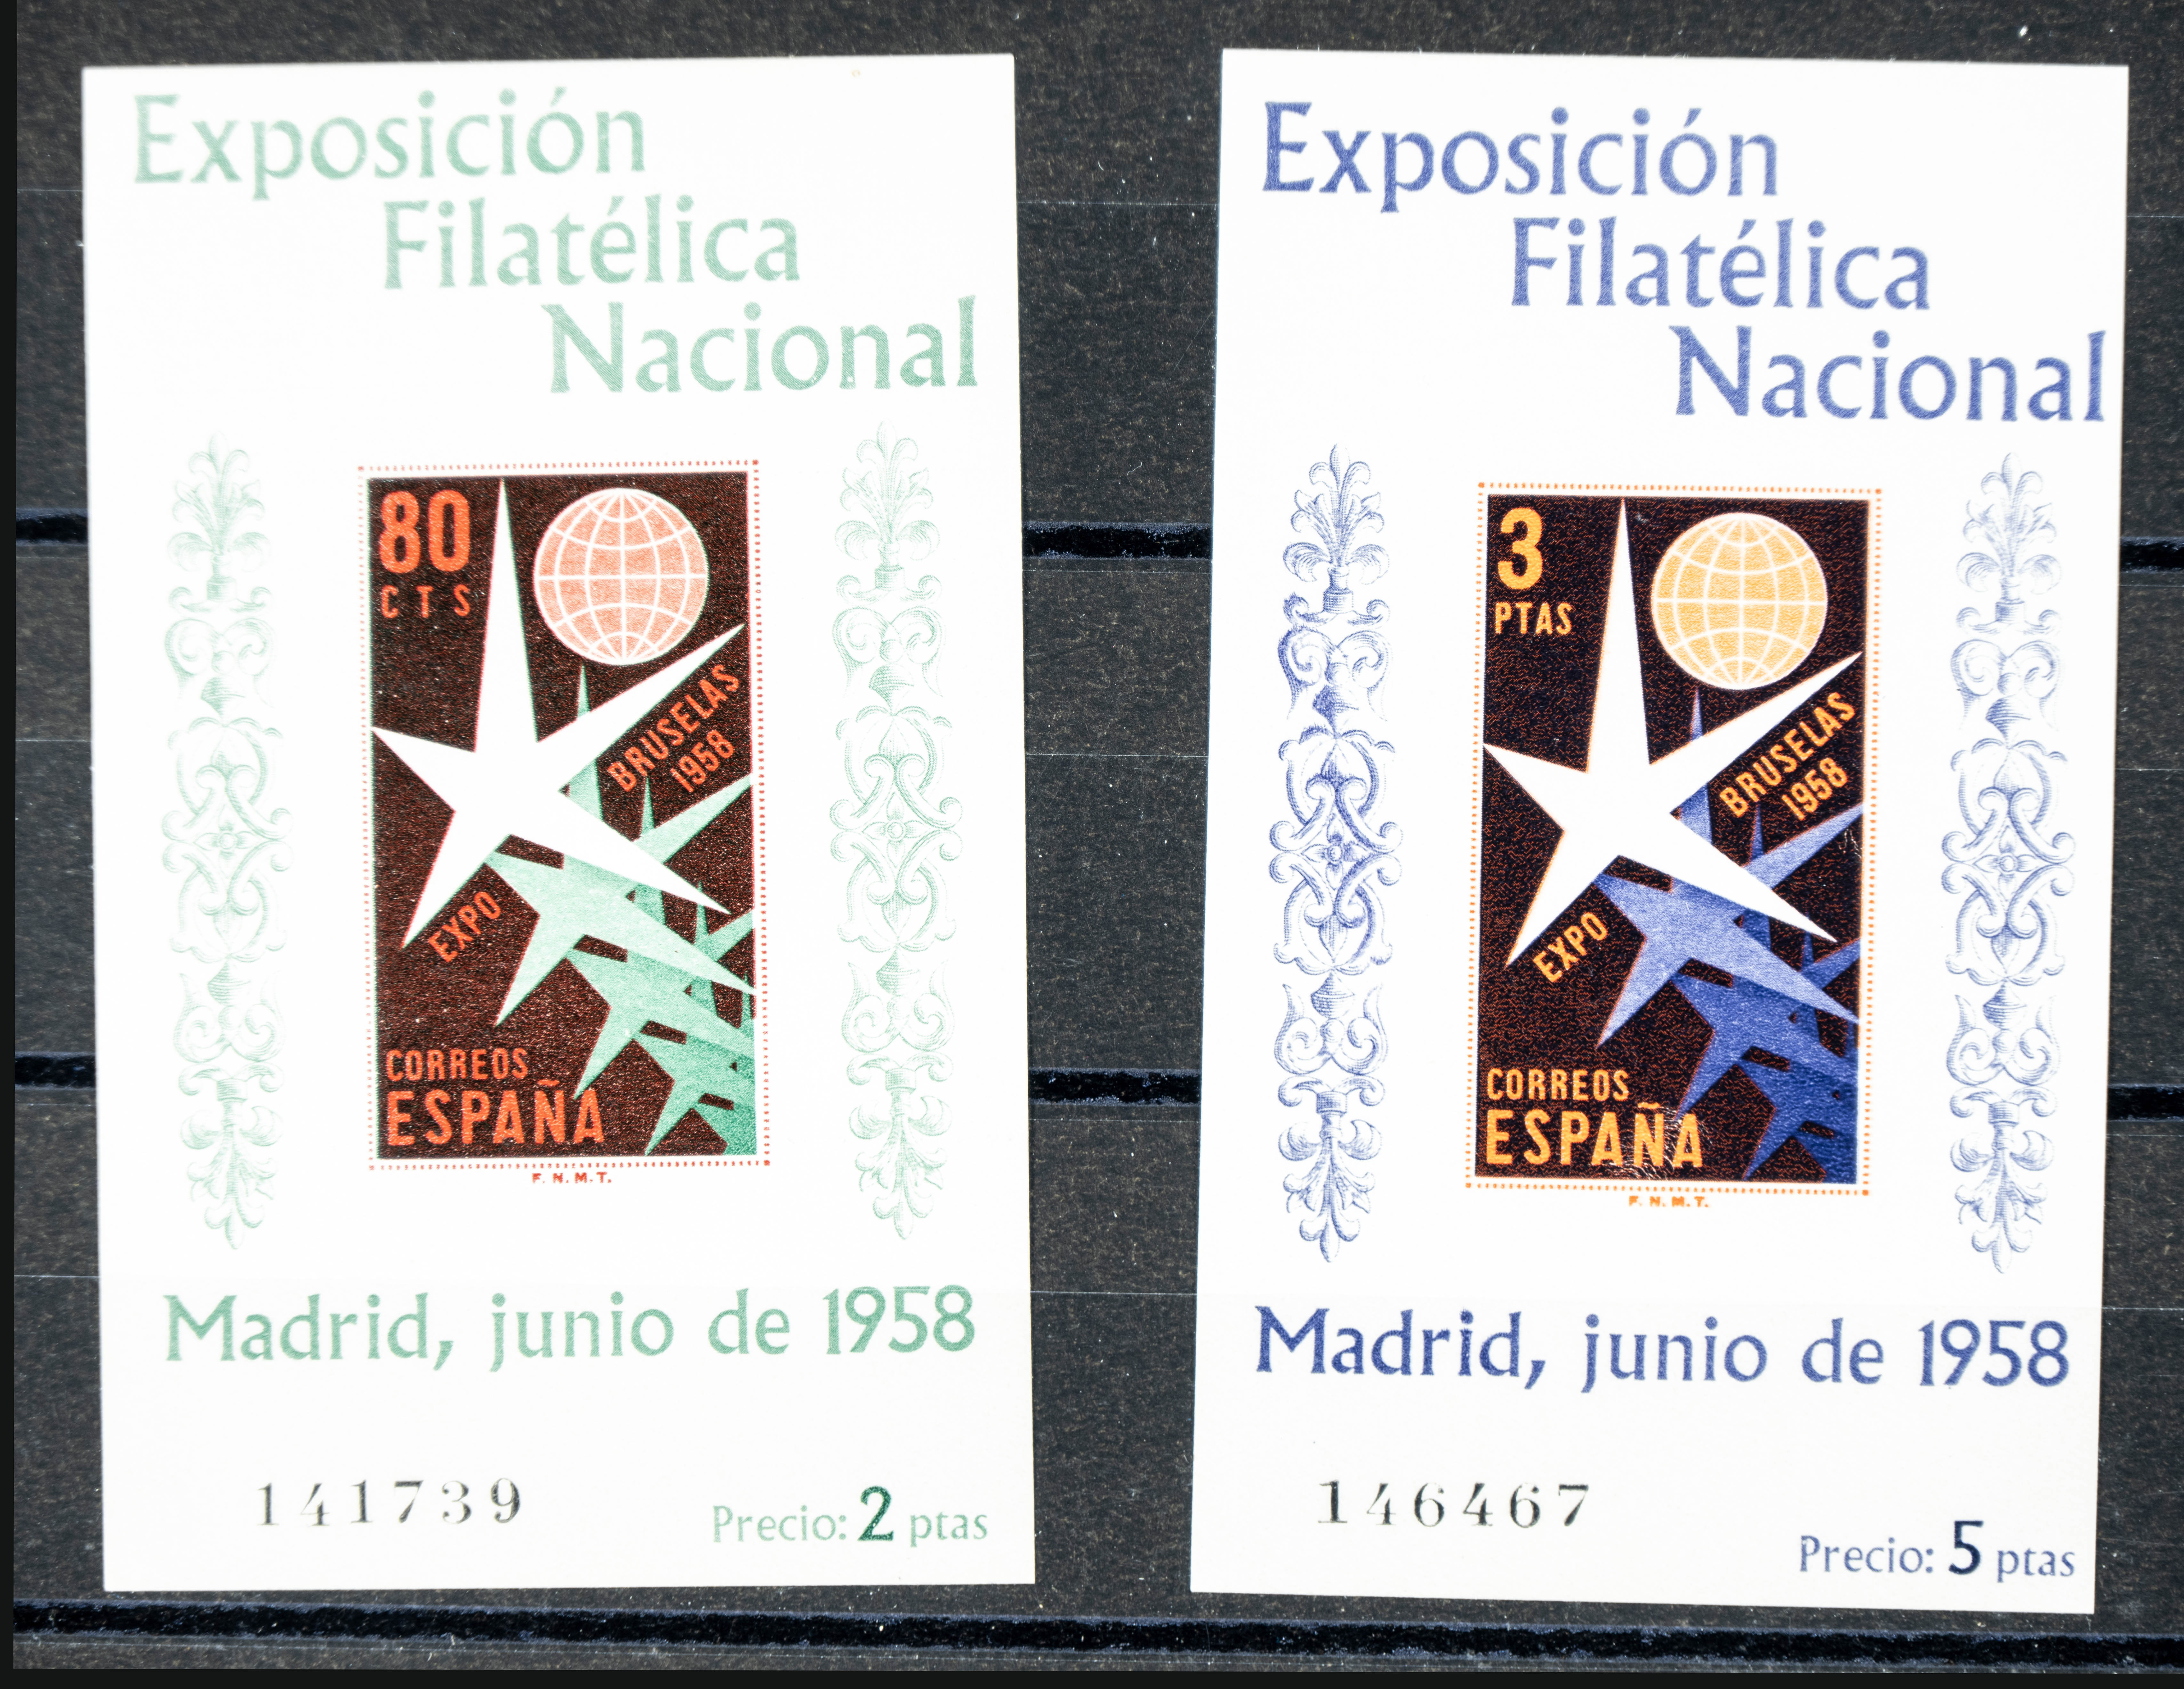 Exposición
Filatélica
Nacional
80
CTS
BRUSELAS
1958
EXPO
CORREOS
ESPAÑA
F. N. M. T.
Madrid, junio de 1958
141739
Precio: 2 ptas
Exposición
Filatélica
Nacional
3
PTAS
BRUSELAS
1958
EXPO
CORREOS
ESPAÑA
F. N. M. T.
Madrid, junio de 1958
146467
Precio: 5 ptas